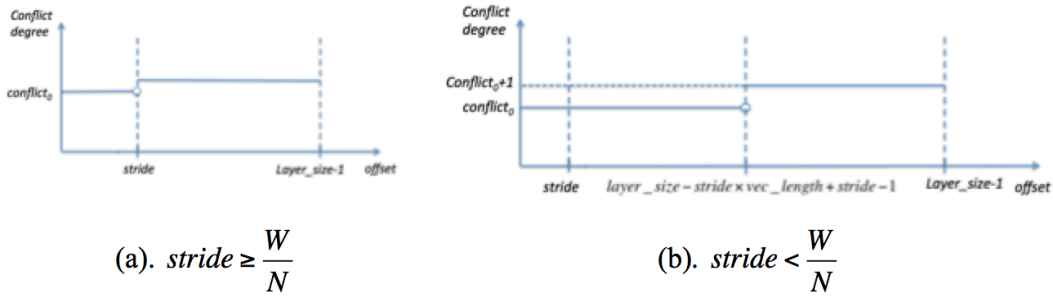 Conflict
degree
conflict₀
stride
Layer_size-1
offset
(a). stride ≥ W/N
Conflict
degree
Conflict₀+1
conflict₀
stride
layer_size−stride×vec_length+stride−1
Layer_size-1
offset
(b). stride < W/N